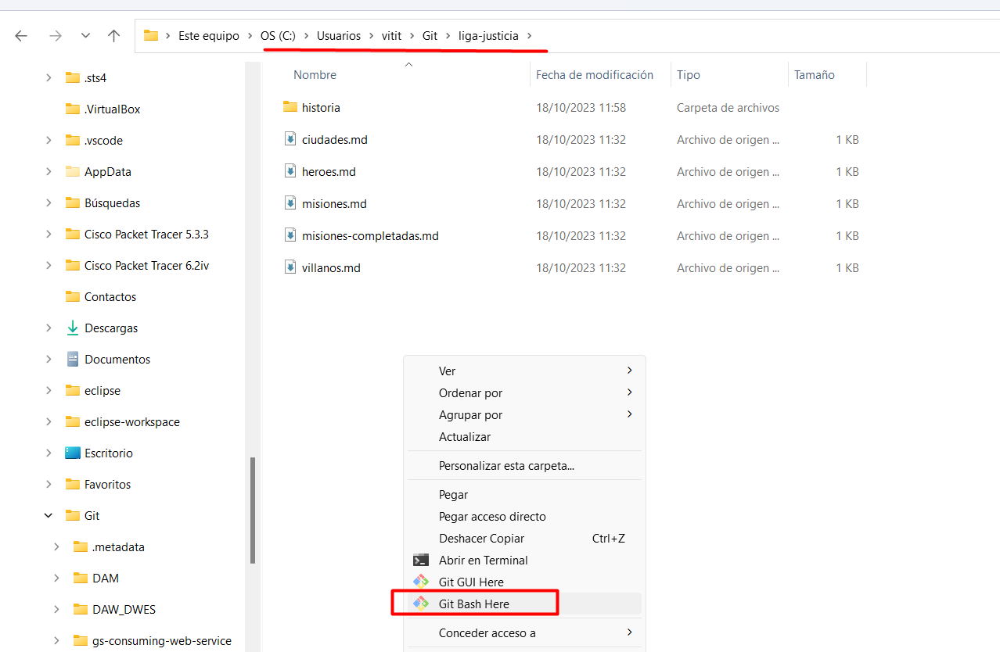 Este equipo > OS (C:) > Usuarios > vitit > Git > liga-justicia >
.sts4
.VirtualBox
.vscode
AppData
Búsquedas
Cisco Packet Tracer 5.3.3
Cisco Packet Tracer 6.2iv
Contactos
Descargas
Documentos
eclipse
eclipse-workspace
Escritorio
Favoritos
Git
.metadata
DAM
DAW_DWES
gs-consuming-web-service
Nombre Fecha de modificación Tipo Tamaño
historia 18/10/2023 11:58 Carpeta de archivos
ciudades.md 18/10/2023 11:32 Archivo de origen ... 1 KB
heroes.md 18/10/2023 11:32 Archivo de origen ... 1 KB
misiones.md 18/10/2023 11:32 Archivo de origen ... 1 KB
misiones-completadas.md 18/10/2023 11:32 Archivo de origen ... 1 KB
villanos.md 18/10/2023 11:32 Archivo de origen ... 1 KB
Ver
Ordenar por
Agrupar por
Actualizar
Personalizar esta carpeta...
Pegar
Pegar acceso directo
Deshacer Copiar Ctrl+Z
Abrir en Terminal
Git GUI Here
Git Bash Here
Conceder acceso a